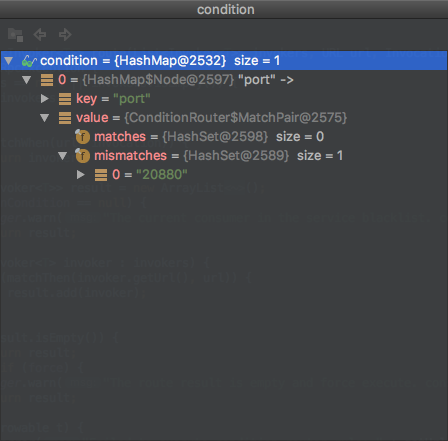 condition
condition = {HashMap@2532} size = 1
0 = {HashMap$Node@2597} "port" ->
key = "port"
value = {ConditionRouter$MatchPair@2575}
matches = {HashSet@2598} size = 0
mismatches = {HashSet@2589} size = 1
0 = "20880"